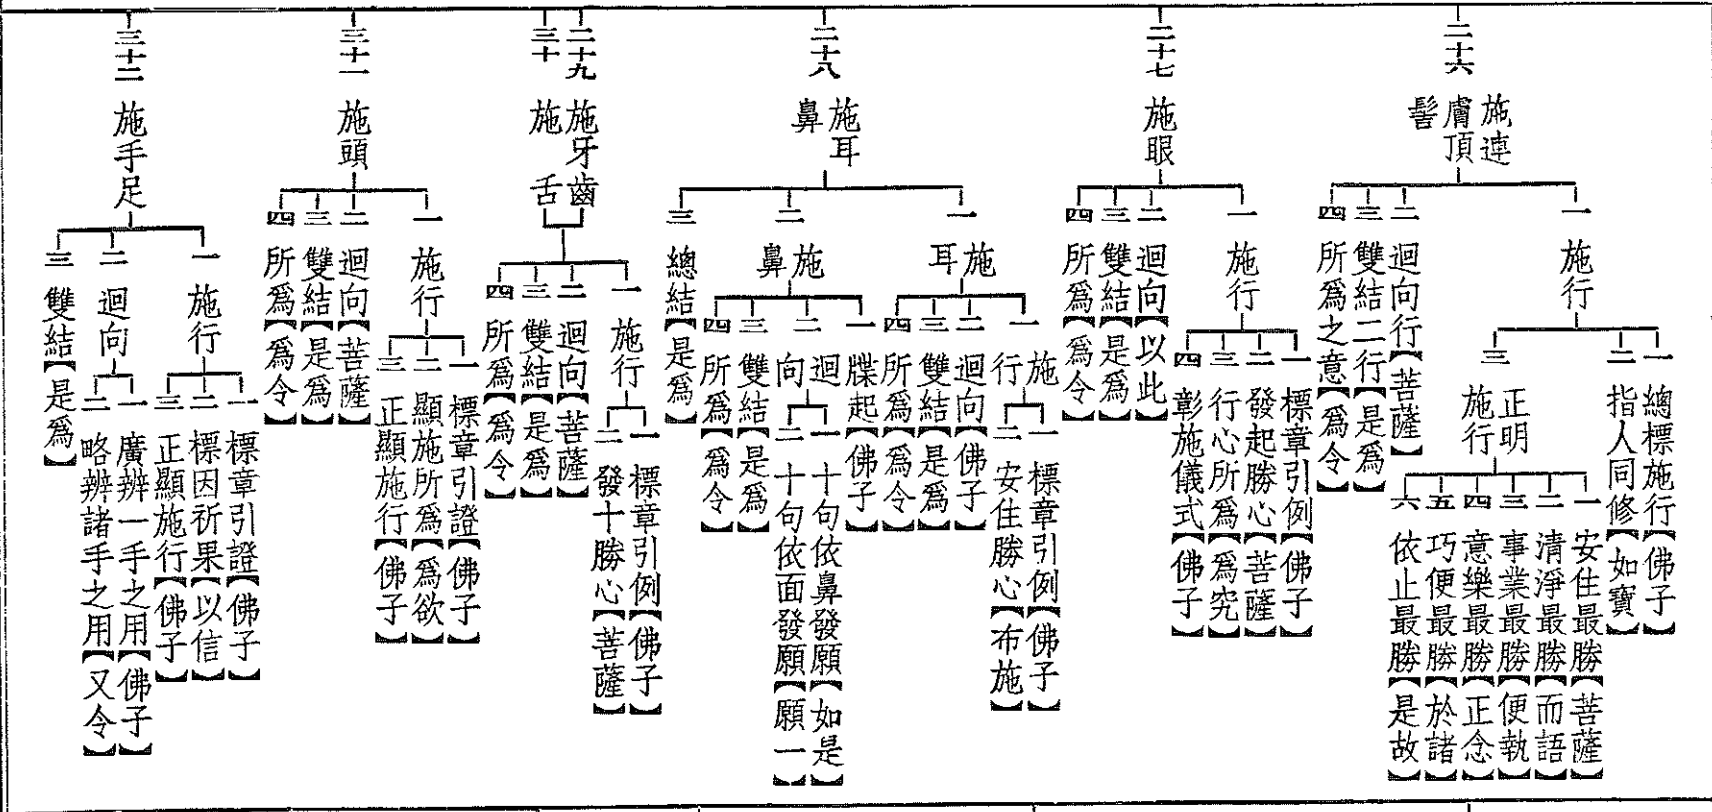 二十六 施連膚頂髻
一 施行
一 總標施行【佛子】
二 指人同修【如寶】
三 正明施行
一 安住最勝【菩薩】
二 清淨最勝【而語】
三 事業最勝【便執】
四 意樂最勝【正念】
五 巧便最勝【於諸】
六 依止最勝【是故】
二 迴向行【菩薩】
三 雙結二行【是爲】
四 所爲之意【爲令】
二十七 施眼
一 施行
一 標章引例【佛子】
二 發起勝心【菩薩】
三 行心所爲【爲究】
四 彰施儀式【佛子】
二 迴向【以此】
三 雙結【是爲】
四 所爲【爲令】
二十八 施耳鼻
一 施耳
一 施行
一 標章引例【佛子】
二 安住勝心【布施】
二 迴向【佛子】
三 雙結【是爲】
四 所爲【爲令】
二 施鼻
一 牒起【佛子】
二 迴向
一 十句依鼻發願【如是】
二 十句依面發願【願一】
三 雙結【是爲】
四 所爲【爲令】
三 總結【是爲】
二十九 施牙齒
三十 施舌
一 施行
一 標章引例【佛子】
二 發十勝心【菩薩】
二 迴向【菩薩】
三 雙結【是爲】
四 所爲【爲令】
三十一 施頭
一 施行
一 標章引證【佛子】
二 顯施所爲【爲欲】
三 正顯施行【佛子】
二 迴向【菩薩】
三 雙結【是爲】
四 所爲【爲令】
三十二 施手足
一 施行
一 標章引證【佛子】
二 標因祈果【以信】
三 正顯施行【佛子】
二 迴向
一 廣辨一手之用【佛子】
二 略辨諸手之用【又令】
三 雙結【是爲】